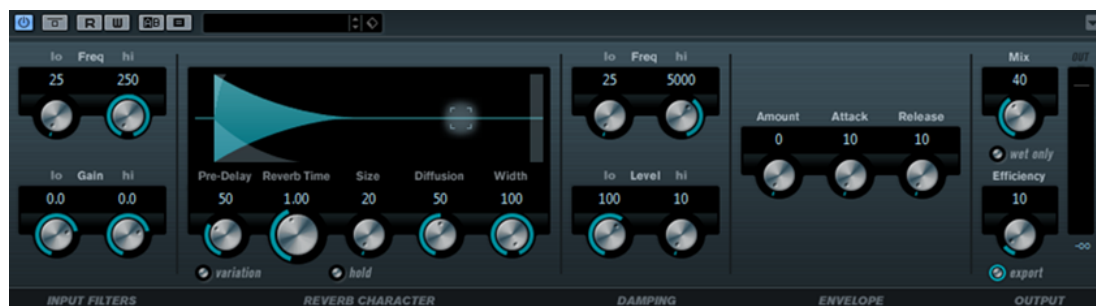 R W AB
lo Freq hi
25 250
lo Gain hi
0.0 0.0
INPUT FILTERS
Pre-Delay Reverb Time Size Diffusion Width
50 1.00 20 50 100
variation hold
REVERB CHARACTER
lo Freq hi
25 5000
lo Level hi
100 10
DAMPING
Amount Attack Release
0 10 10
ENVELOPE
Mix OUT
40
wet only
Efficiency
10
-∞
export
OUTPUT